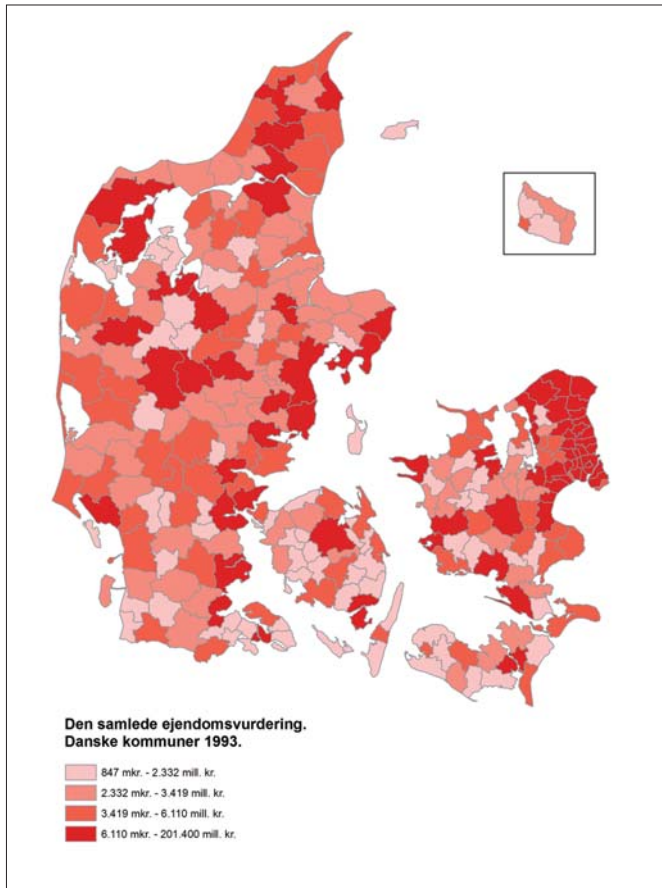 Den samlede ejendomsvurdering.
Danske kommuner 1993.
847 mkr. - 2.332 mill. kr.
2.332 mkr. - 3.419 mill. kr.
3.419 mkr. - 6.110 mill. kr.
6.110 mkr. - 201.400 mill. kr.